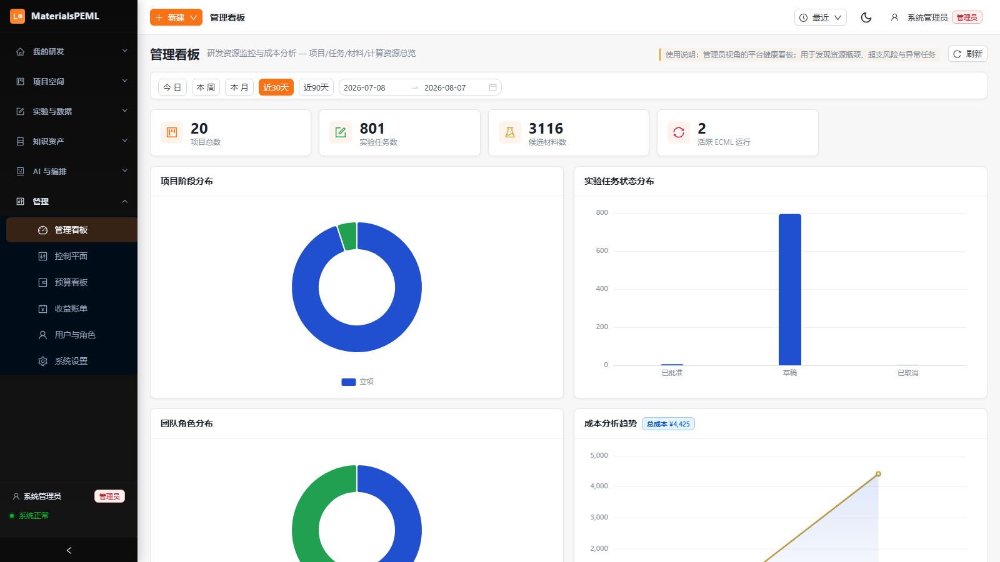 MaterialsPEML
新建
管理看板
最近
系统管理员
管理员
我的研发
项目空间
实验与数据
知识资产
AI 与编排
管理
管理看板
控制平面
预算看板
收益账单
用户与角色
系统设置
系统管理员
管理员
系统正常
管理看板
研发资源监控与成本分析 — 项目/任务/材料/计算资源总览
使用说明：管理员视角的平台健康看板；用于发现资源瓶颈、超支风险与异常任务
刷新
今日
本周
本月
近30天
近90天
2026-07-08
2026-08-07
20
项目总数
801
实验任务数
3116
候选材料数
2
活跃 ECML 运行
项目阶段分布
立项
实验任务状态分布
800
600
400
200
0
已批准
草稿
已取消
团队角色分布
成本分析趋势
总成本 ¥4,425
5,000
4,000
3,000
2,000